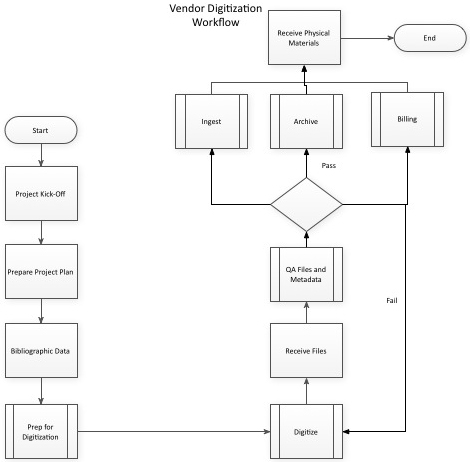 Vendor Digitization
Workflow
Receive Physical
Materials
End
Ingest
Archive
Billing
Start
Pass
Project Kick-Off
Prepare Project Plan
QA Files and
Metadata
Fail
Bibliographic Data
Receive Files
Prep for
Digitization
Digitize